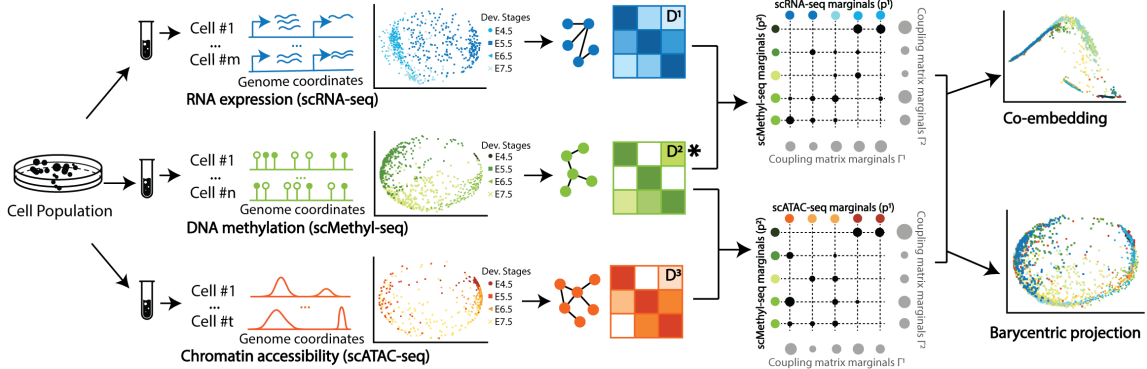 Cell Population
Cell #1
...
Cell #m
...
Genome coordinates
RNA expression (scRNA-seq)
Dev. Stages
E4.5
E5.5
E6.5
E7.5
D¹
Cell #1
...
Cell #n
...
Genome coordinates
DNA methylation (scMethyl-seq)
Dev. Stages
E4.5
E5.5
E6.5
E7.5
D²
*
Cell #1
...
Cell #t
...
Genome coordinates
Chromatin accessibility (scATAC-seq)
Dev. Stages
E4.5
E5.5
E6.5
E7.5
D³
scRNA-seq marginals (p¹)
scMethyl-seq marginals (p²)
Coupling matrix marginals Γ²
Coupling matrix marginals Γ¹
scATAC-seq marginals (p¹)
scMethyl-seq marginals (p²)
Coupling matrix marginals Γ²
Coupling matrix marginals Γ¹
Co-embedding
Barycentric projection